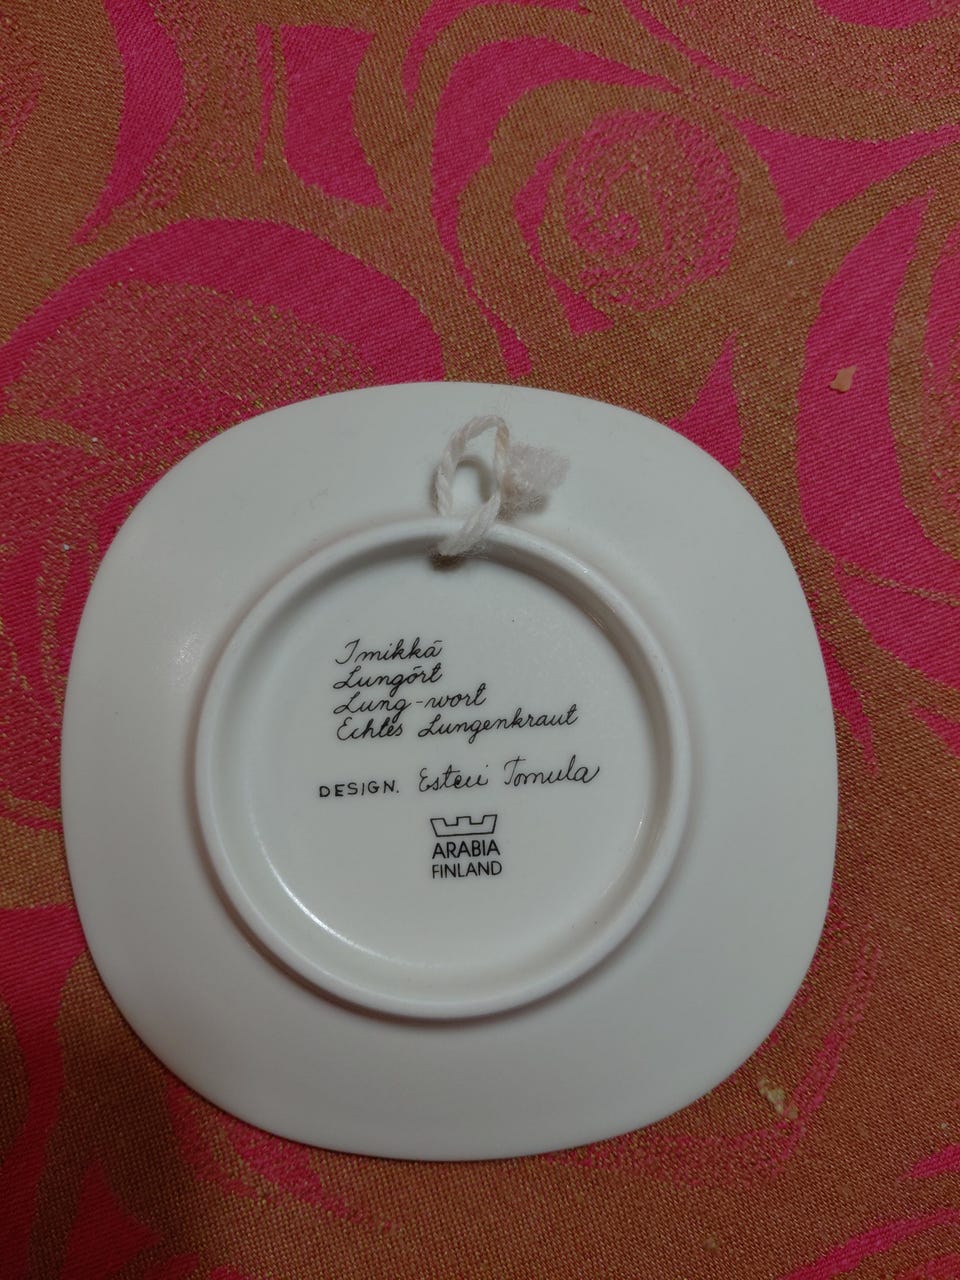 Imikkä
Lungört
Lung-wort
Echtes Lungenkraut
DESIGN. Esteri Tomula
ARABIA
FINLAND